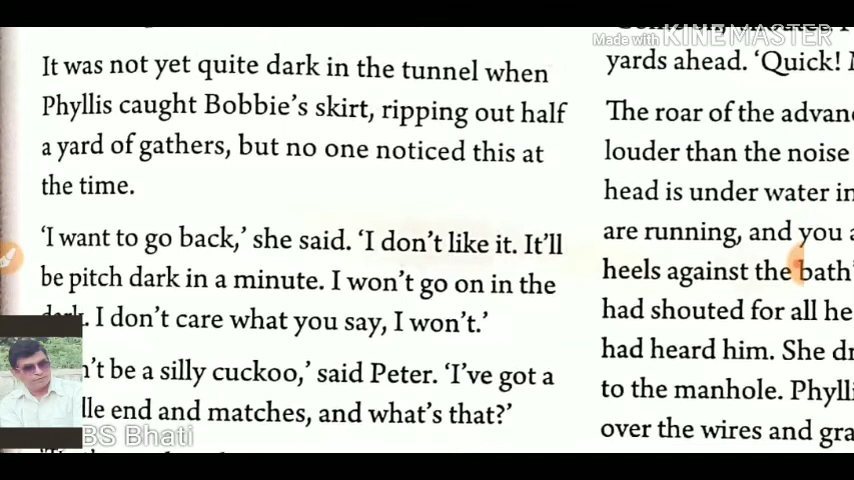 It was not yet quite dark in the tunnel when
Phyllis caught Bobbie's skirt, ripping out half
a yard of gathers, but no one noticed this at
the time.
'I want to go back,' she said. 'I don't like it. It'll
be pitch dark in a minute. I won't go on in the
dark. I don't care what you say, I won't.'
n't be a silly cuckoo,' said Peter. 'I've got a
dle end and matches, and what's that?'
Made with KINEMASTER
yards ahead. 'Quick!
The roar of the advan
louder than the noise
head is under water in
are running, and you a
heels against the bath
had shouted for all he
had heard him. She dr
to the manhole. Phylli
over the wires and gra
BS Bhati